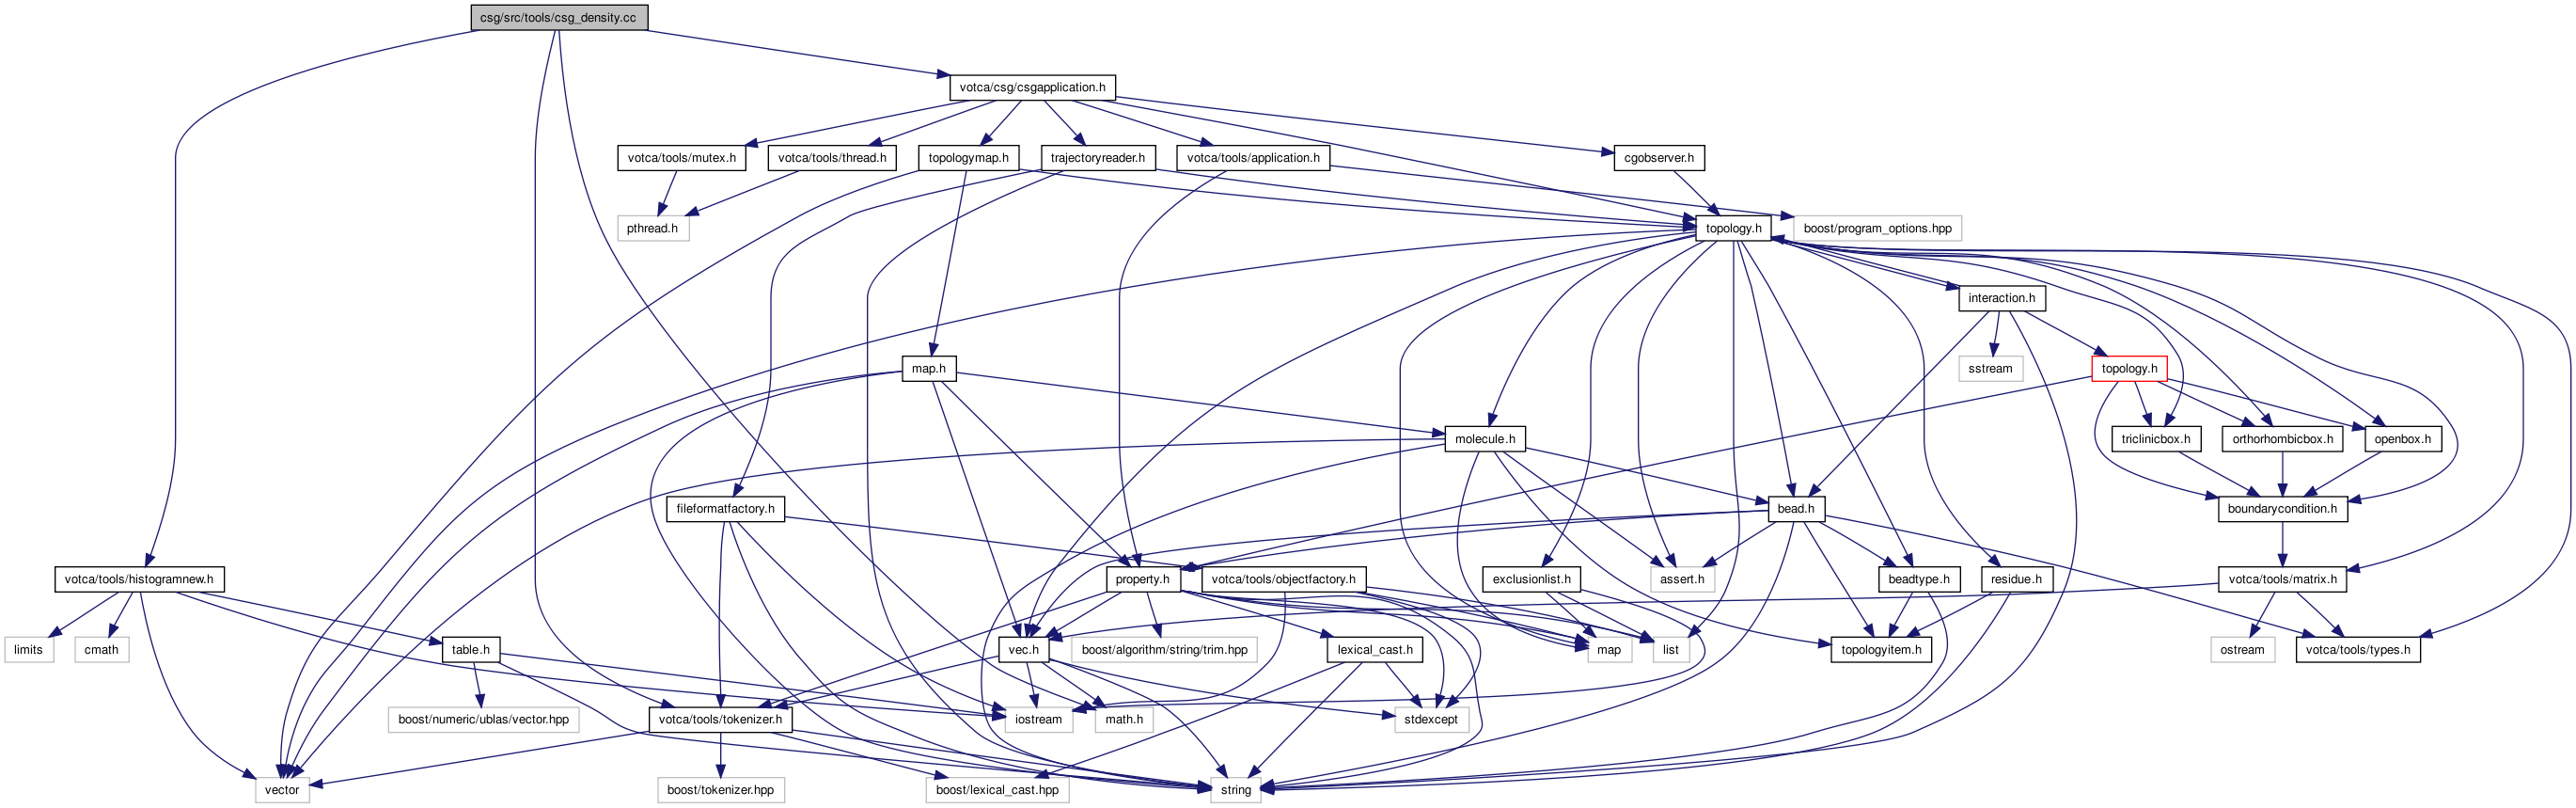 csg/src/tools/csg_density.cc
votca/csg/csgapplication.h
votca/tools/mutex.h
votca/tools/thread.h
topologymap.h
trajectoryreader.h
votca/tools/application.h
cgobserver.h
pthread.h
topology.h
boost/program_options.hpp
interaction.h
map.h
sstream
topology.h
molecule.h
triclinicbox.h
orthorhombicbox.h
openbox.h
fileformatfactory.h
bead.h
boundarycondition.h
votca/tools/histogramnew.h
property.h
votca/tools/objectfactory.h
exclusionlist.h
assert.h
beadtype.h
residue.h
votca/tools/matrix.h
limits
cmath
table.h
vec.h
boost/algorithm/string/trim.hpp
lexical_cast.h
map
list
topologyitem.h
ostream
votca/tools/types.h
boost/numeric/ublas/vector.hpp
votca/tools/tokenizer.h
iostream
math.h
stdexcept
vector
boost/tokenizer.hpp
boost/lexical_cast.hpp
string